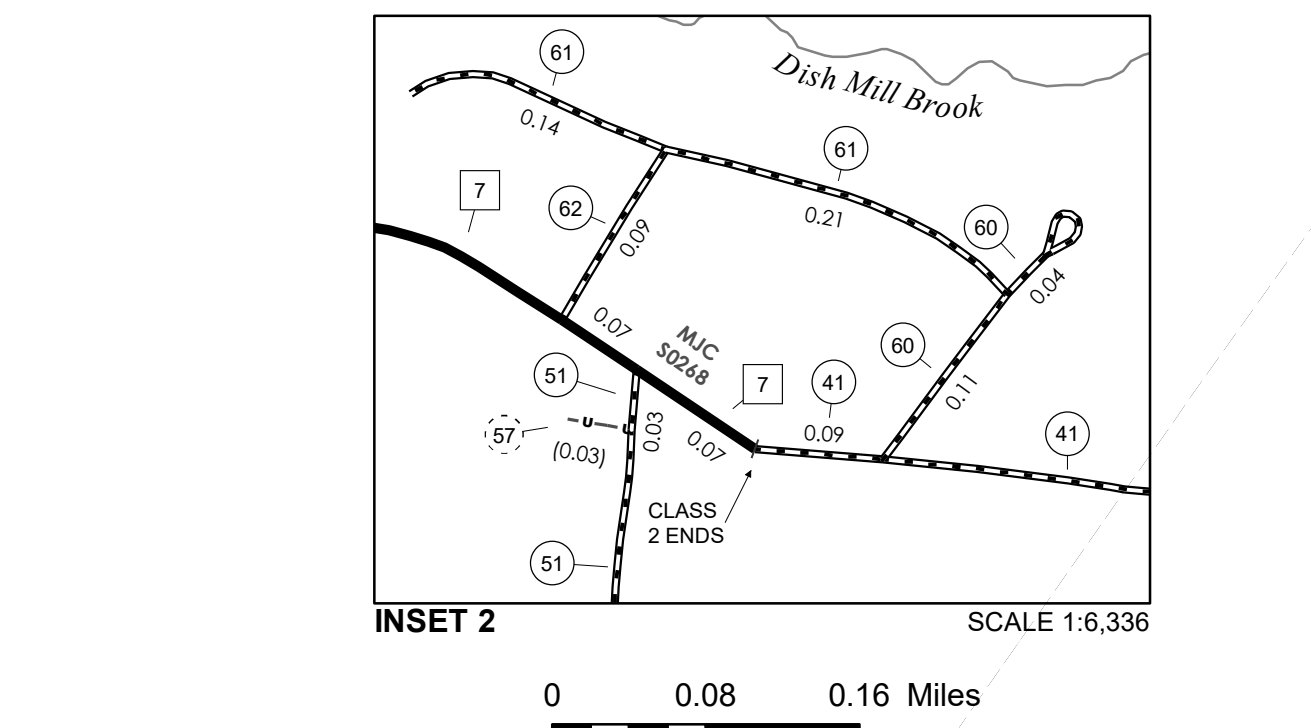 61
Dish Mill Brook
0.14
61
7
62
0.09
0.21
60
0.04
0.07
MJC
S0268
60
0.11
51
7
41
57
(0.03)
0.03
0.07
0.09
41
CLASS
2 ENDS
51
INSET 2
SCALE 1:6,336
0 0.08 0.16 Miles
U
U